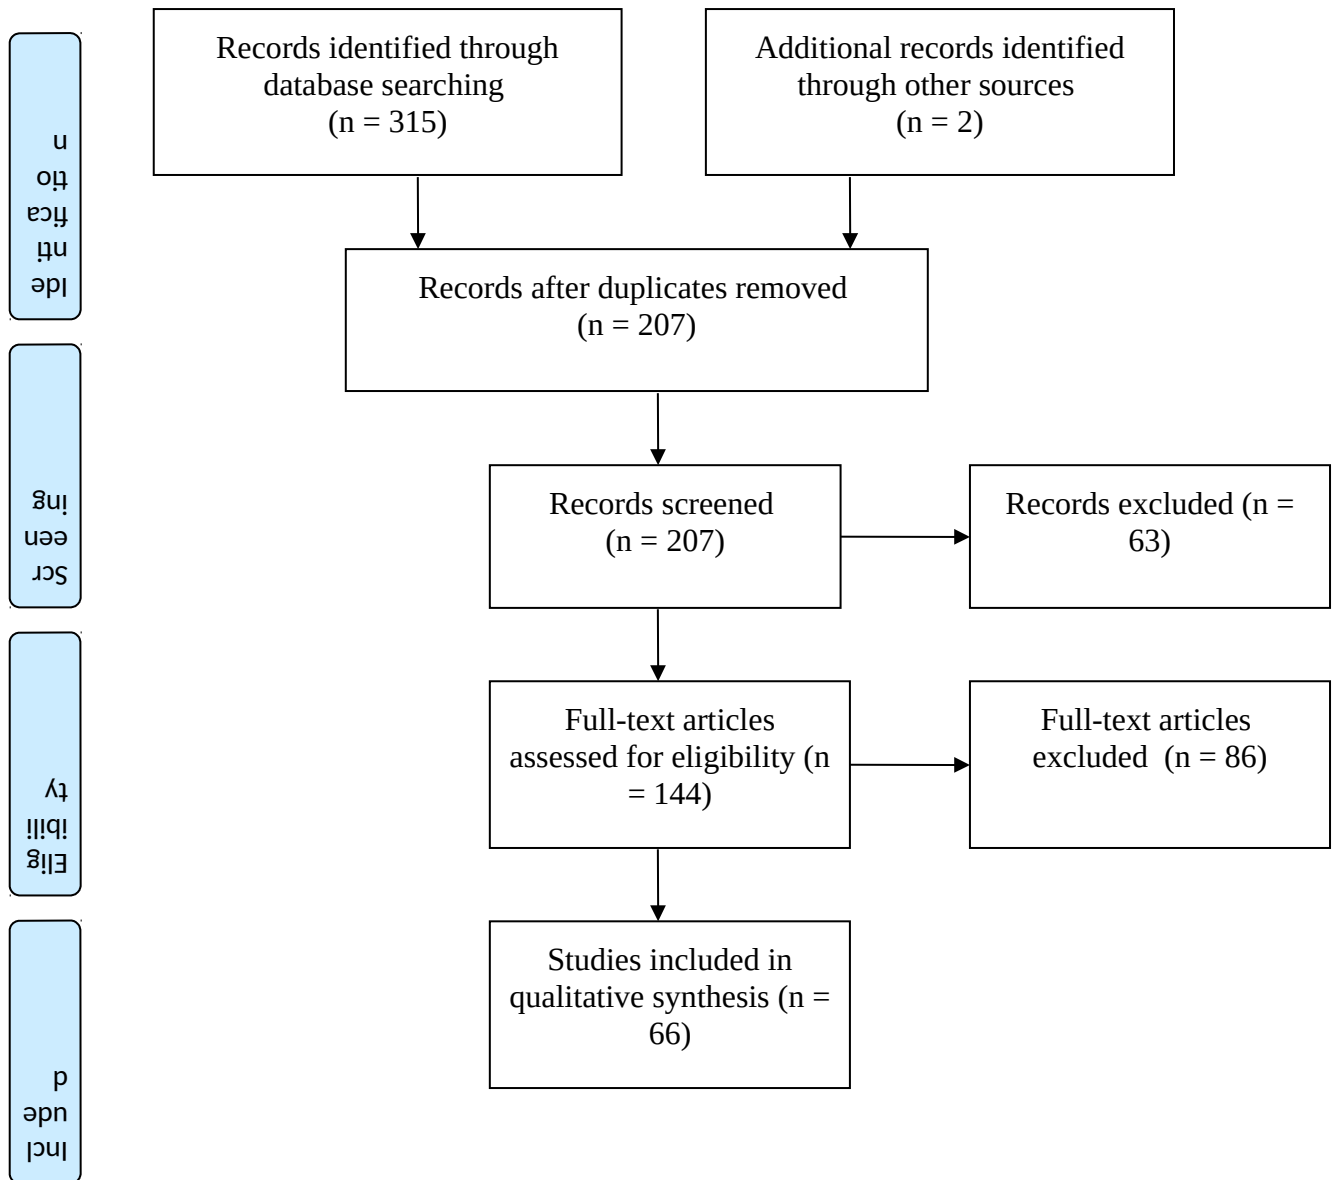 Records identified through
database searching
(n = 315)
Additional records identified
through other sources
(n = 2)
Records after duplicates removed
(n = 207)
Records screened
(n = 207)
Records excluded (n =
63)
Full-text articles
assessed for eligibility (n
= 144)
Full-text articles
excluded  (n = 86)
Studies included in
qualitative synthesis (n =
66)
Ide
nti
fica
tio
n
Scr
een
ing
Elig
ibili
ty
Incl
ude
d